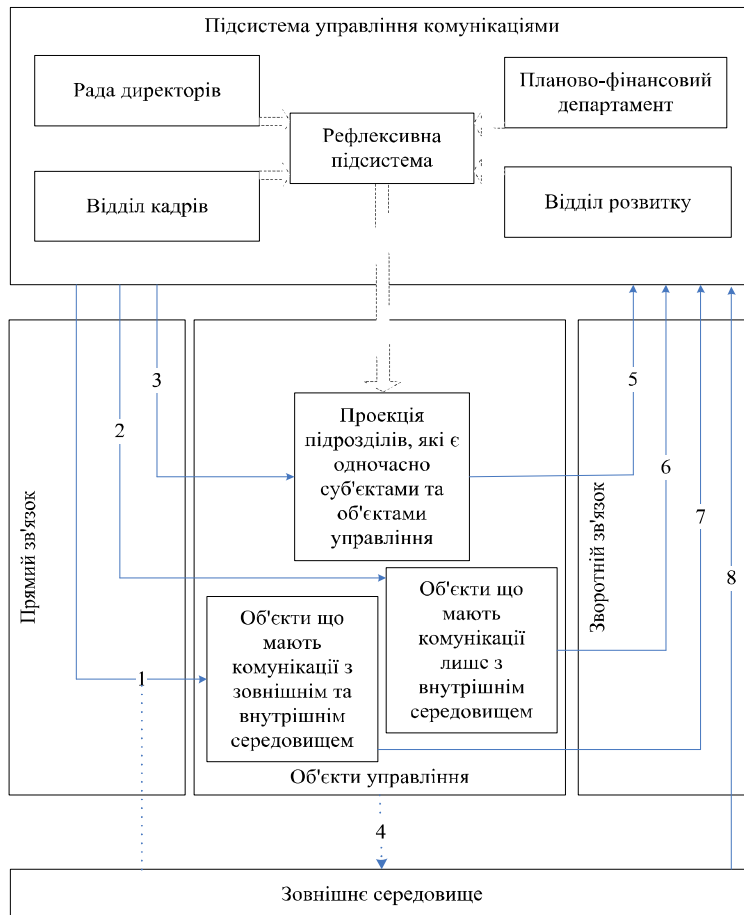 Підсистема управління комунікаціями
Рада директорів
Планово-фінансовий
департамент
Рефлексивна
підсистема
Відділ кадрів
Відділ розвитку
Прямий зв'язок
3
2
1
Проекція
підрозділів, які є
одночасно
суб'єктами та
об'єктами
управління
Об'єкти що
мають
комунікації
лише з
внутрішнім
середовищем
Об'єкти що
мають
комунікації з
зовнішнім та
внутрішнім
середовищем
Об'єкти управління
Зворотній зв'язок
5
6
7
8
4
Зовнішнє середовище